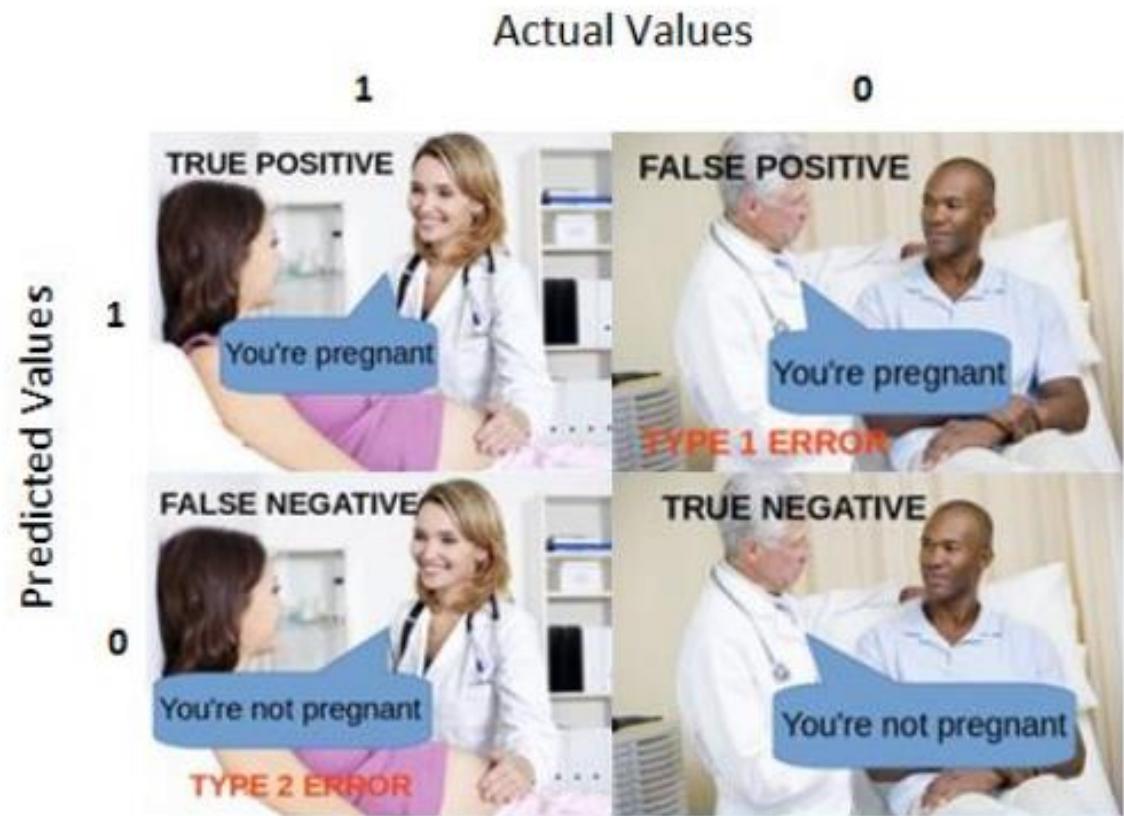 Actual Values
1
0
TRUE POSITIVE
FALSE POSITIVE
Predicted Values
1
You're pregnant
You're pregnant
TYPE 1 ERROR
FALSE NEGATIVE
TRUE NEGATIVE
0
You're not pregnant
You're not pregnant
TYPE 2 ERROR